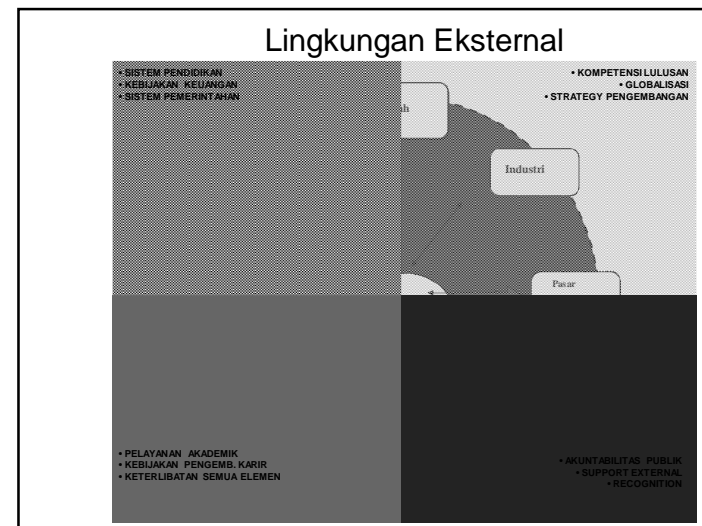 Lingkungan Eksternal
• SISTEM PENDIDIKAN
• KEBIJAKAN KEUANGAN
• SISTEM PEMERINTAHAN
• KOMPETENSI LULUSAN
• GLOBALISASI
• STRATEGY PENGEMBANGAN
ah
Industri
Pasar
• PELAYANAN AKADEMIK
• KEBIJAKAN PENGEMB. KARIR
• KETERLIBATAN SEMUA ELEMEN
• AKUNTABILITAS PUBLIK
• SUPPORT EXTERNAL
• RECOGNITION